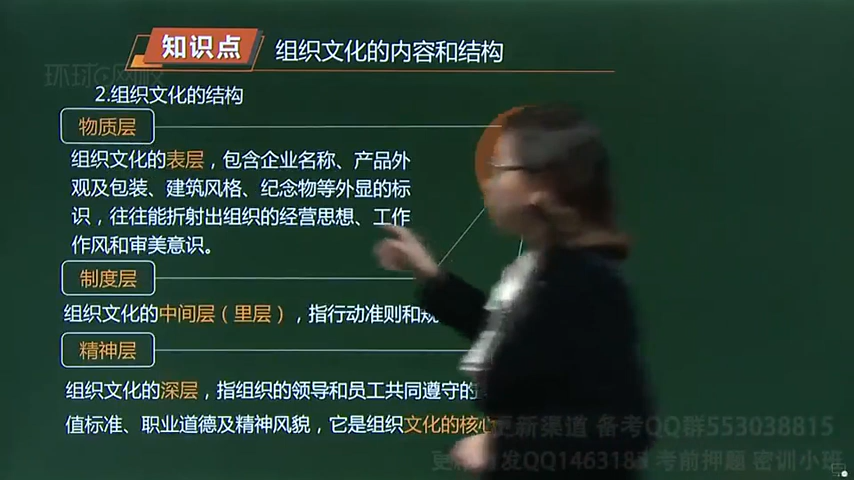 知识点
组织文化的内容和结构
环球网校
2.组织文化的结构
物质层
组织文化的表层，包含企业名称、产品外
观及包装、建筑风格、纪念物等外显的标
识，往往能折射出组织的经营思想、工作
作风和审美意识。
制度层
组织文化的中间层（里层），指行动准则和规
精神层
组织文化的深层，指组织的领导和员工共同遵守的
值标准、职业道德及精神风貌，它是组织文化的核心
更新渠道 备考QQ群553038815
QQ1463183 考前押题 密训小班